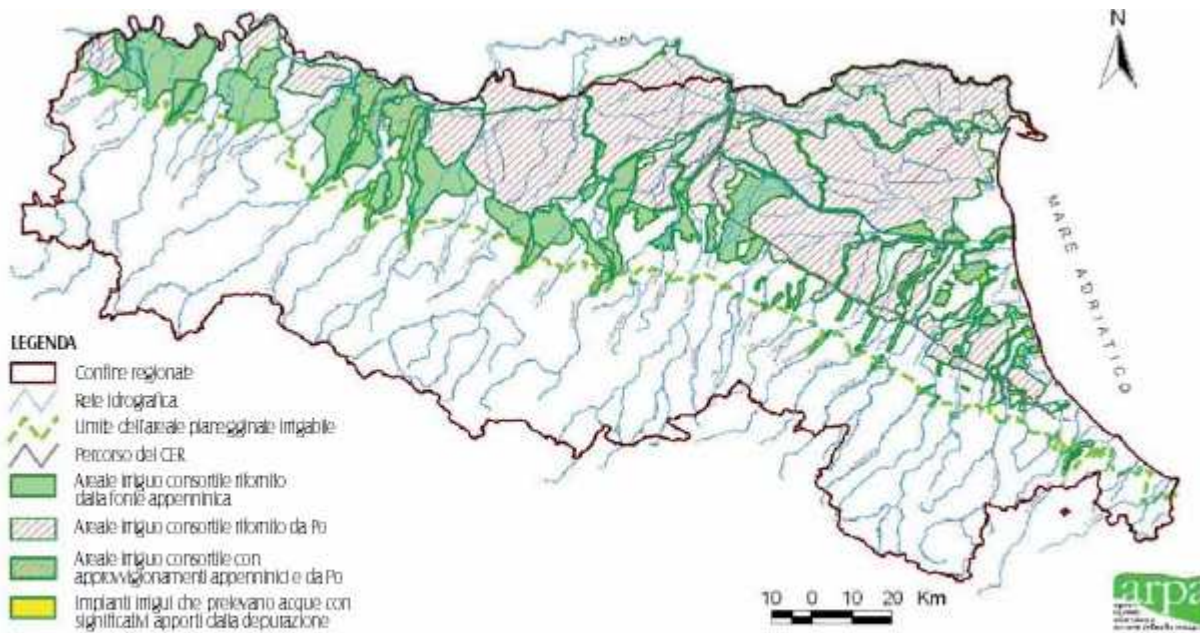 N
MARE ADRIATICO
LEGENDA
Confine regionale
Rete idrografica
Limite dell'areale pianeggiante irrigabile
Percorso del CER
Areale irriguo consortile rifornito
dalla fonte appenninica
Areale irriguo consortile rifornito da Po
Areale irriguo consortile con
approvvigionamenti appenninici e da Po
Impianti irrigui che prelevano acque con
significativi apporti dalla depurazione
10 0 10 20 Km
arpa